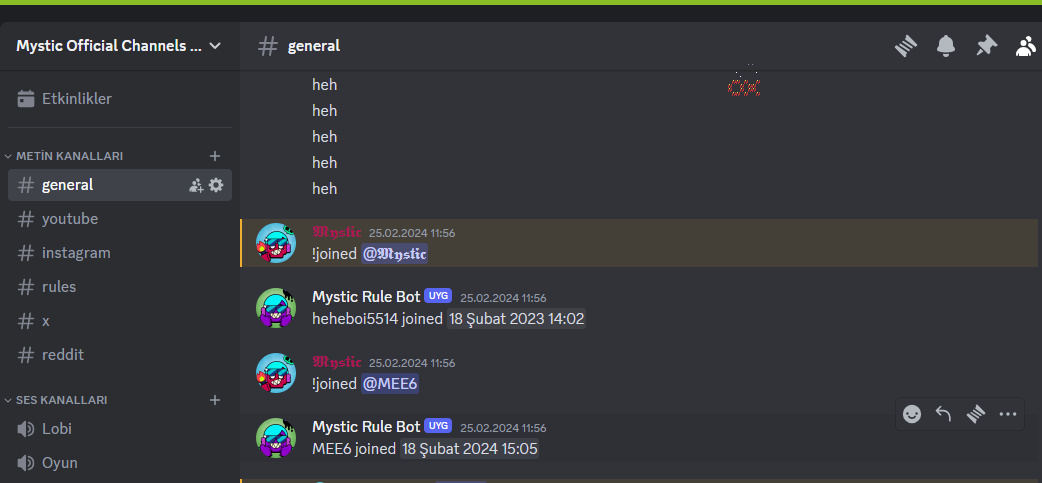 Mystic Official Channels ...
Etkinlikler
METİN KANALLARI
general
youtube
instagram
rules
x
reddit
SES KANALLARI
Lobi
Oyun
general
heh
heh
heh
heh
heh
𝕸𝖞𝖘𝖙𝖎𝖈 25.02.2024 11:56
!joined @𝕸𝖞𝖘𝖙𝖎𝖈
Mystic Rule Bot UYG 25.02.2024 11:56
heheboi5514 joined 18 Şubat 2023 14:02
𝕸𝖞𝖘𝖙𝖎𝖈 25.02.2024 11:56
!joined @MEE6
Mystic Rule Bot UYG 25.02.2024 11:56
MEE6 joined 18 Şubat 2024 15:05